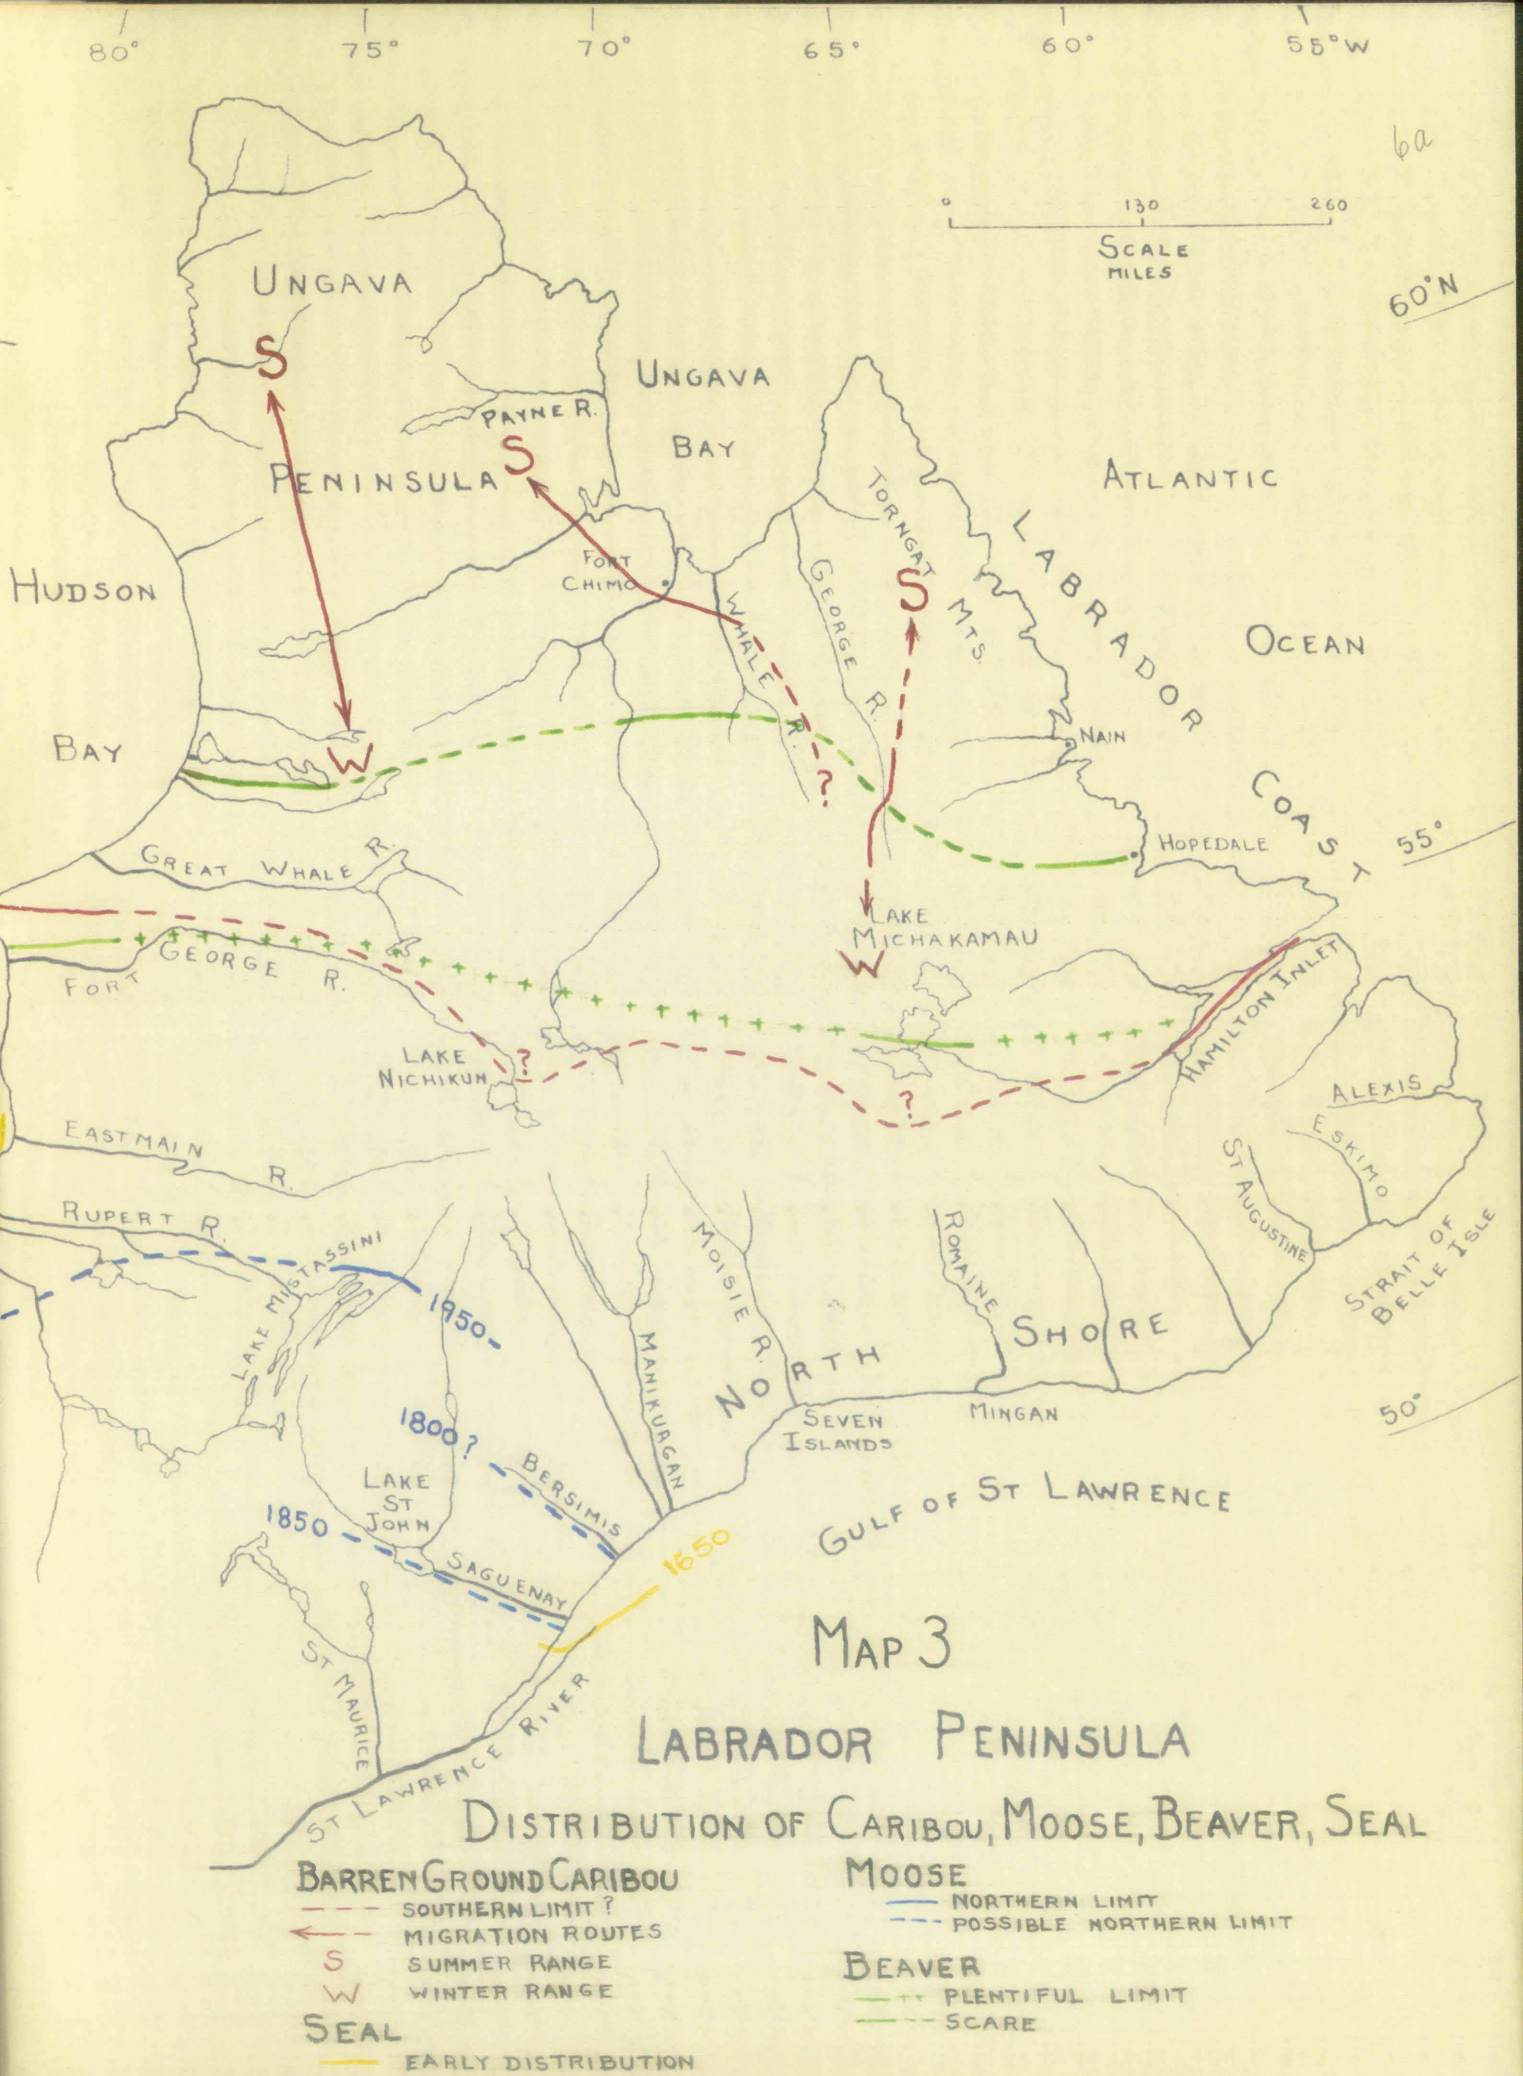 80° 75° 70° 65° 60° 55°W
6a
0 130 260
SCALE
MILES
60°N
UNGAVA
S
UNGAVA
BAY
PAYNE R.
S
PENINSULA
ATLANTIC
OCEAN
TORNGAT MTS.
S
LABRADOR COAST
FORT
CHIMO
HUDSON
BAY
WHALE R.
GEORGE R.
NAIN
W
?
HOPEDALE
55°
GREAT WHALE R.
LAKE
MICHAKAMAU
W
FORT GEORGE R.
HAMILTON INLET
LAKE
NICHIKUN
?
?
ALEXIS
ESKIMO
EASTMAIN R.
ST AUGUSTINE
RUPERT R.
STRAIT OF
BELLE ISLE
LAKE MISTASSINI
MOISIE R.
ROMAINE
1950
NORTH SHORE
MANIKURGAN
50°
1800?
SEVEN
ISLANDS
MINGAN
BERSIMIS
LAKE
ST
JOHN
GULF OF ST LAWRENCE
1850
SAGUENAY
1650
ST MAURICE
ST LAWRENCE RIVER
MAP 3
LABRADOR PENINSULA
DISTRIBUTION OF CARIBOU, MOOSE, BEAVER, SEAL
BARREN GROUND CARIBOU
SOUTHERN LIMIT ?
MIGRATION ROUTES
S SUMMER RANGE
W WINTER RANGE
SEAL
EARLY DISTRIBUTION
MOOSE
NORTHERN LIMIT
POSSIBLE NORTHERN LIMIT
BEAVER
PLENTIFUL LIMIT
SCARE